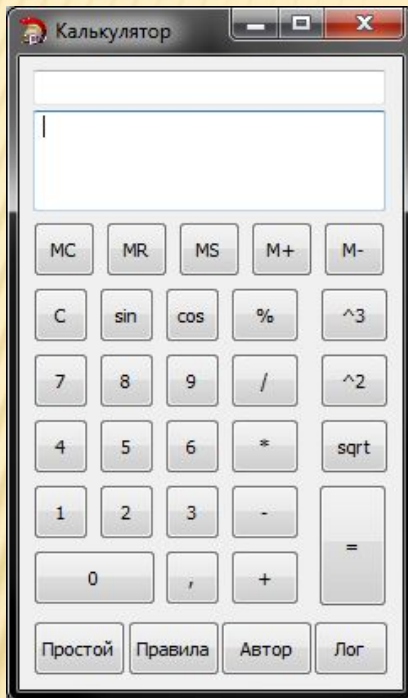 Калькулятор
MC MR MS M+ M-
C sin cos % ^3
7 8 9 / ^2
4 5 6 * sqrt
1 2 3 -
=
0 , +
Простой Правила Автор Лог